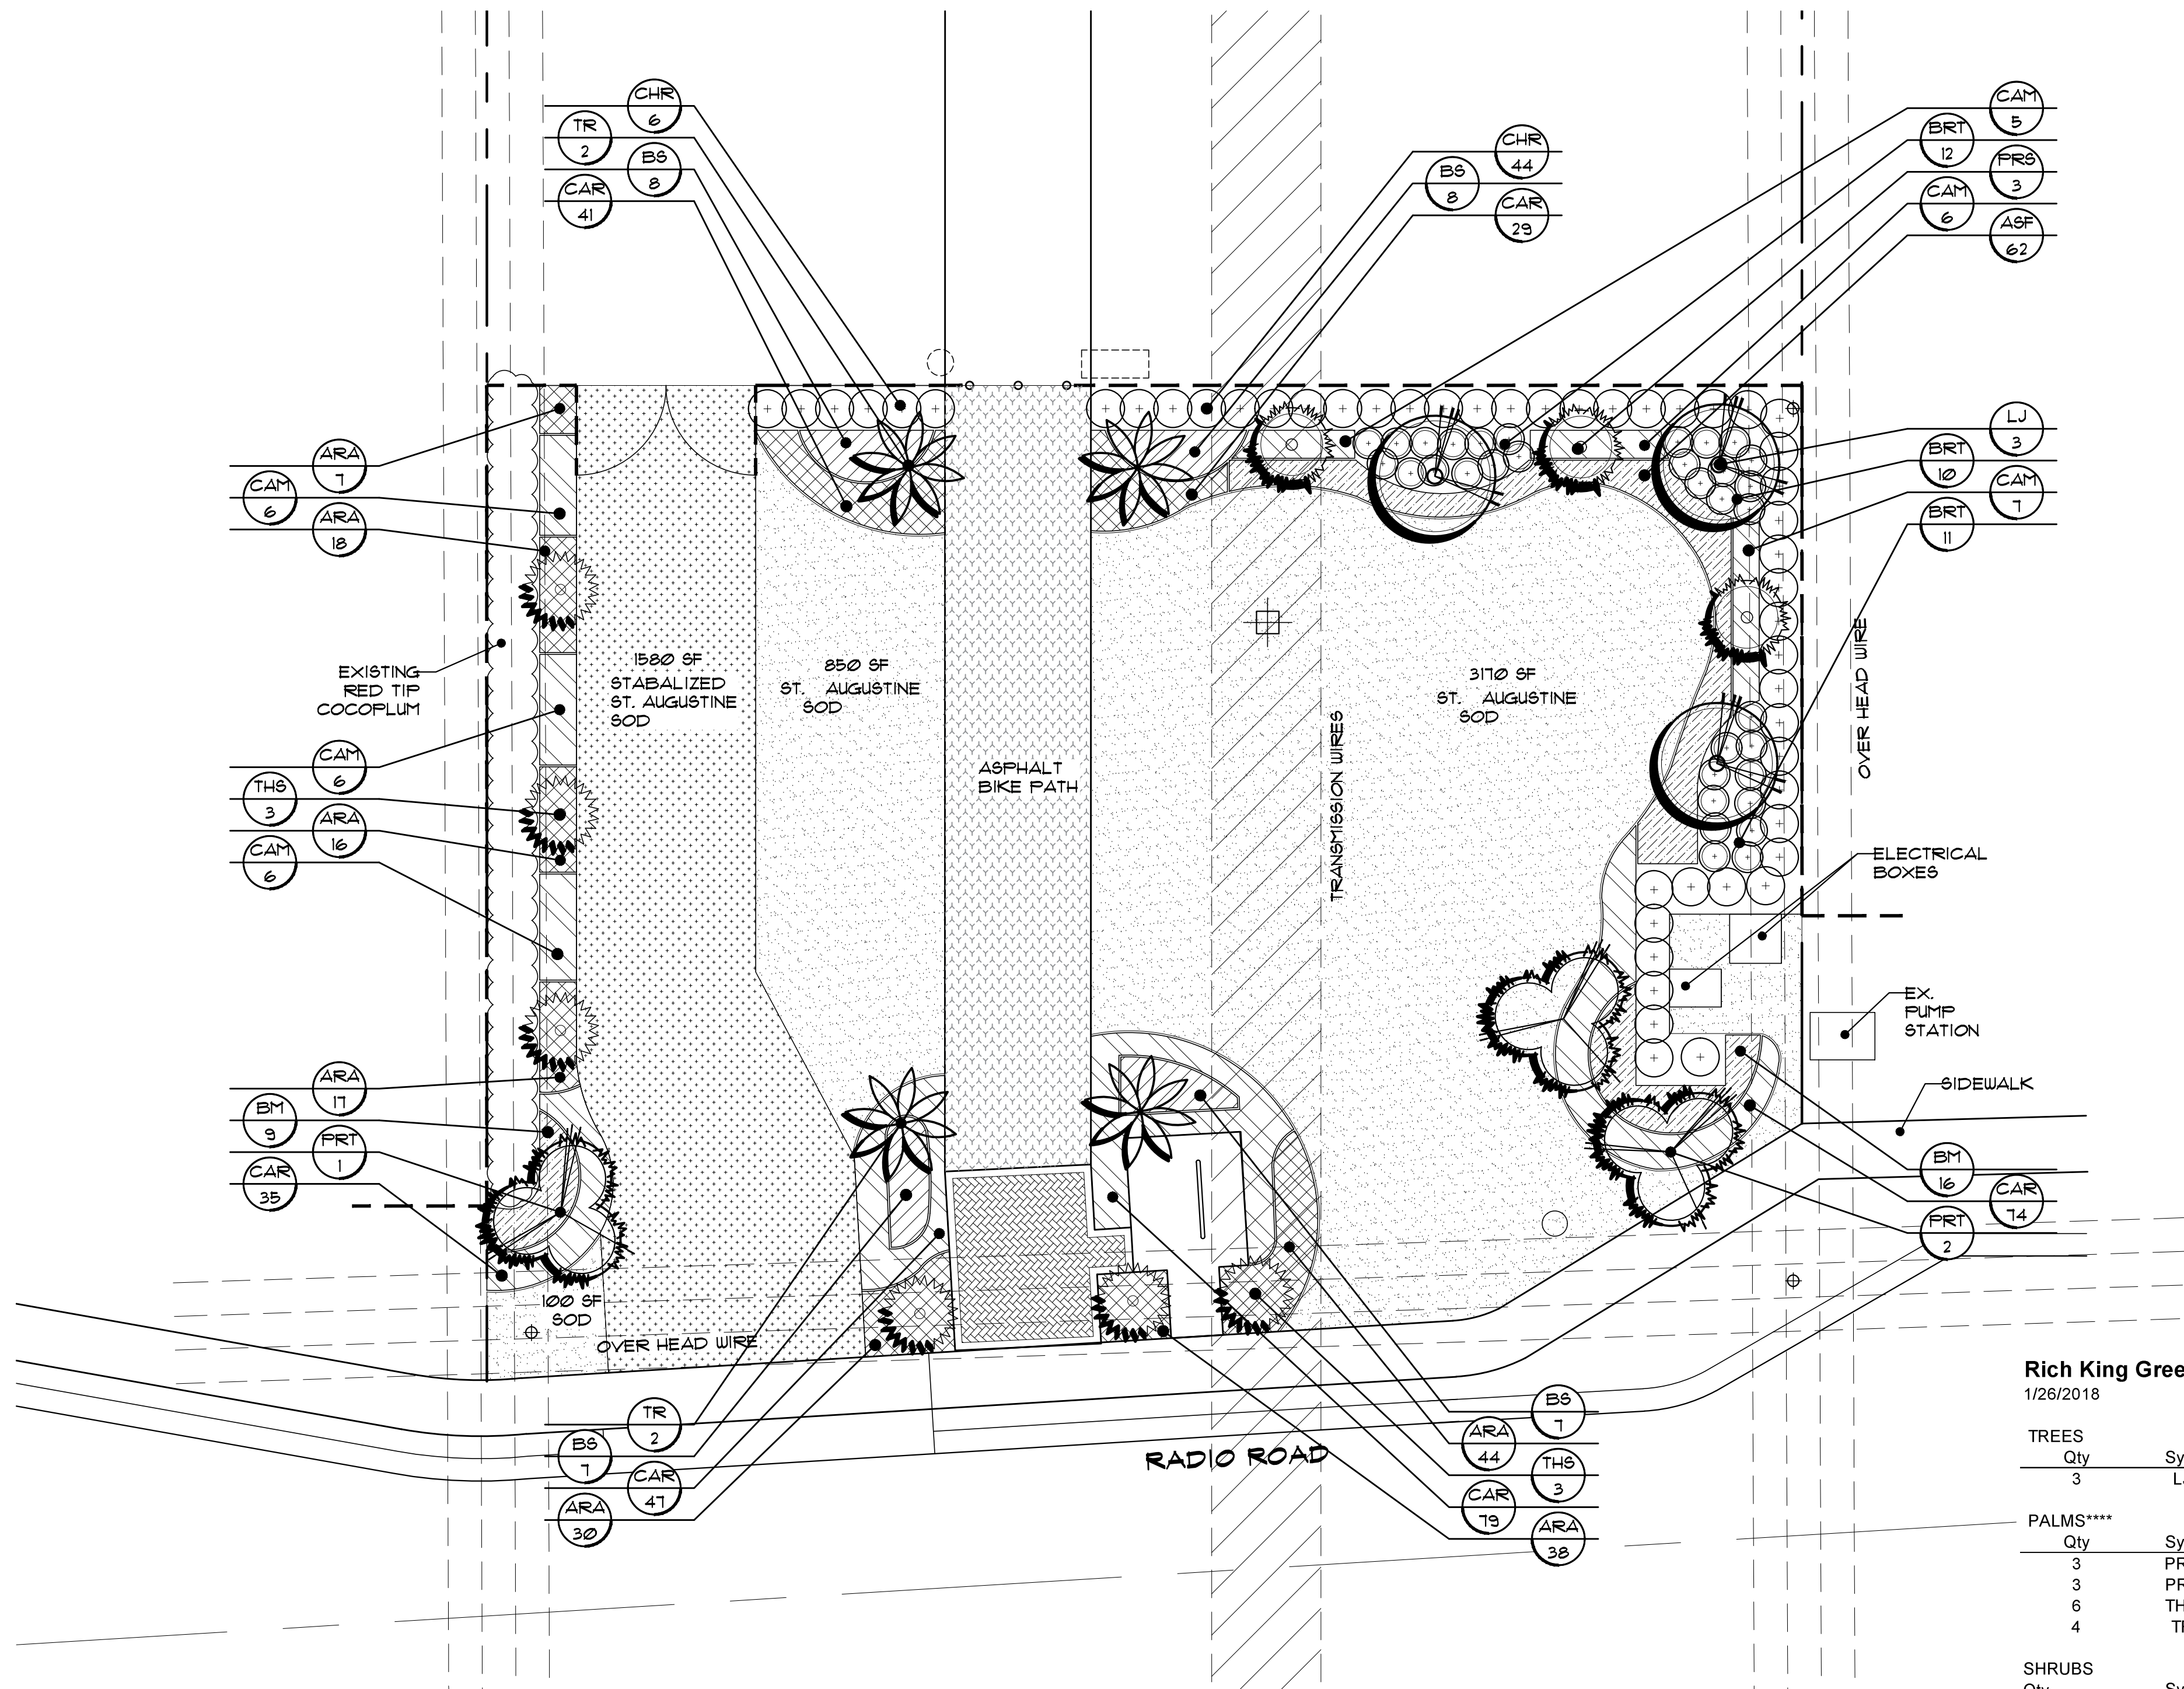 CHR
6
TR
2
BS
8
CAR
41
CHR
44
BS
8
CAR
29
CAM
5
BRT
12
PRS
3
CAM
6
ASF
62
ARA
7
CAM
6
ARA
18
LJ
3
BRT
10
CAM
7
BRT
11
EXISTING
RED TIP
COCOPLUM
1580 SF
STABALIZED
ST. AUGUSTINE
SOD
850 SF
ST. AUGUSTINE
SOD
3170 SF
ST. AUGUSTINE
SOD
ASPHALT
BIKE PATH
TRANSMISSION WIRES
OVER HEAD WIRE
CAM
6
THS
3
ARA
16
CAM
6
ELECTRICAL
BOXES
EX.
PUMP
STATION
SIDEWALK
ARA
17
BM
9
PRT
1
CAR
35
BM
16
CAR
74
PRT
2
100 SF
SOD
OVER HEAD WIRE
TR
2
BS
7
CAR
47
ARA
30
BS
7
ARA
44
THS
3
CAR
79
ARA
38
RADIO ROAD
Rich King Gree
1/26/2018
TREES
Qty Sy
3 L
PALMS****
Qty Sy
3 PR
3 PR
6 TH
4 T
SHRUBS